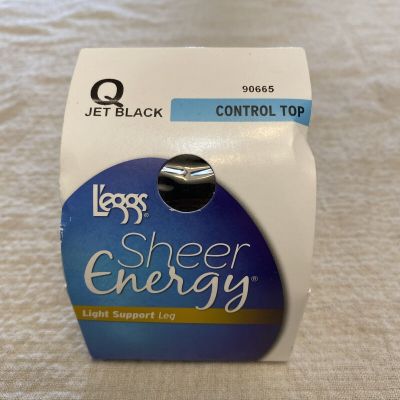 Q
JET BLACK
90665
CONTROL TOP
L'eggs®
Sheer
Energy®
Light Support Leg